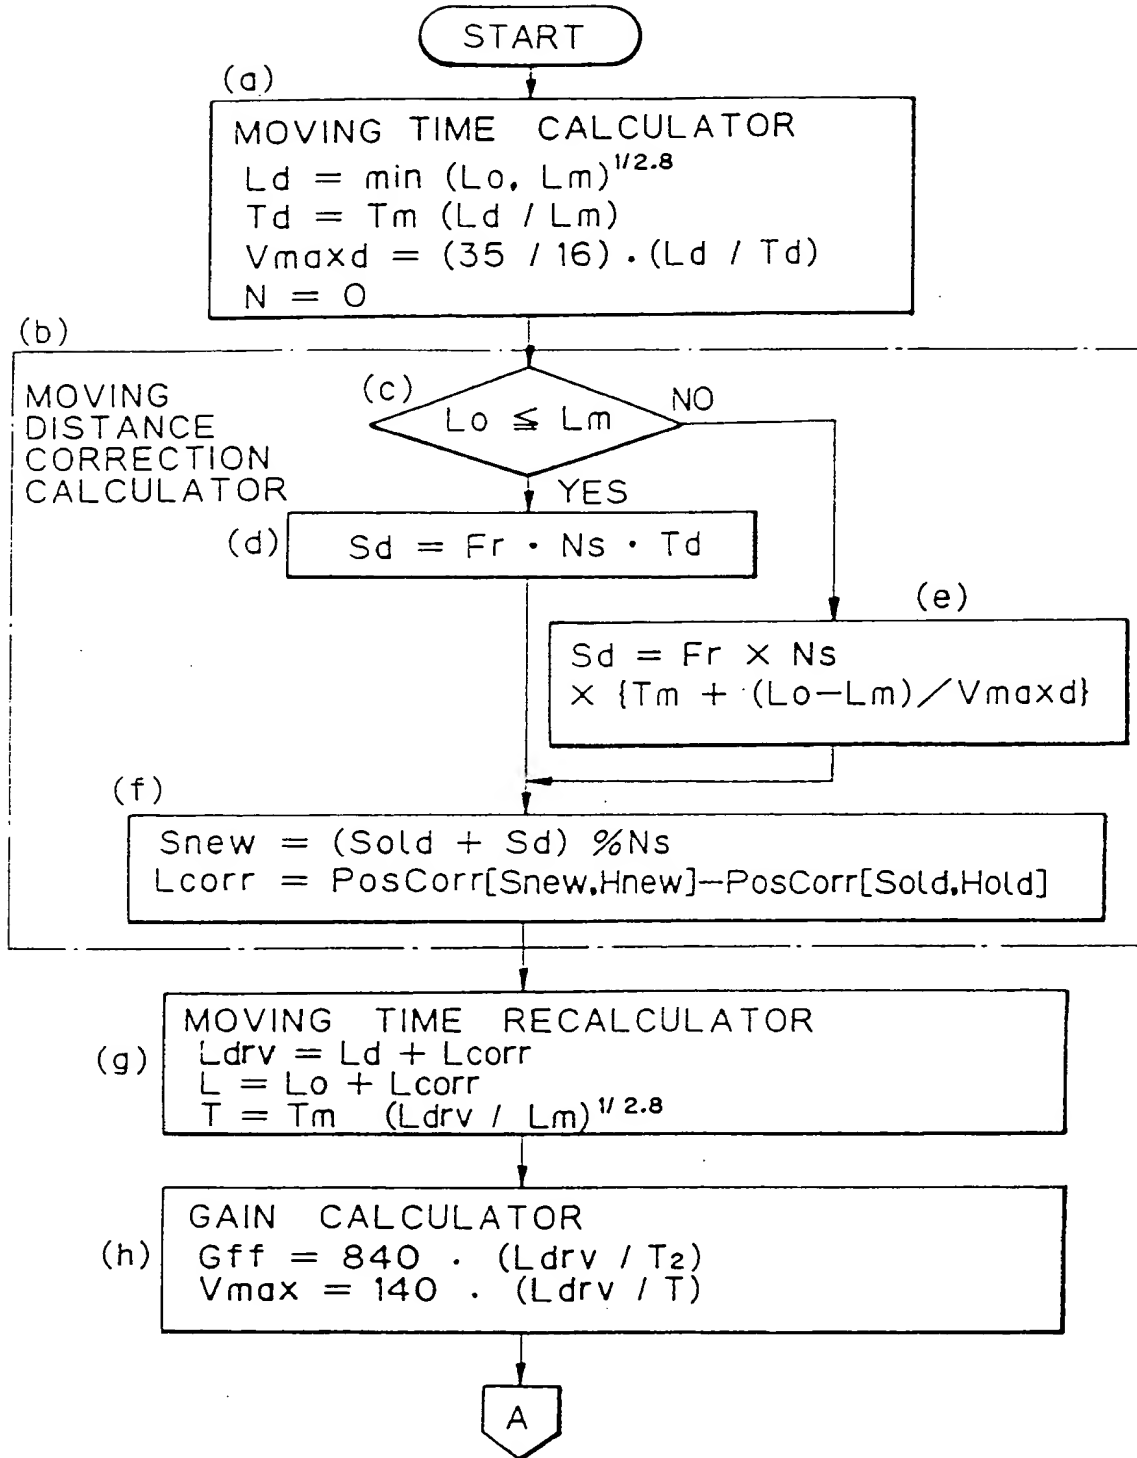 START
(a)
MOVING TIME CALCULATOR
Ld = min (Lo, Lm)^1/2.8
Td = Tm (Ld / Lm)
Vmaxd = (35 / 16) · (Ld / Td)
N = 0
(b)
MOVING
DISTANCE
CORRECTION
CALCULATOR
(c)
Lo ≦ Lm
NO
YES
(d)
Sd = Fr · Ns · Td
(e)
Sd = Fr × Ns
× {Tm + (Lo−Lm)／Vmaxd}
(f)
Snew = (Sold + Sd) %Ns
Lcorr = PosCorr[Snew,Hnew]−PosCorr[Sold,Hold]
(g)
MOVING TIME RECALCULATOR
Ldrv = Ld + Lcorr
L = Lo + Lcorr
T = Tm (Ldrv / Lm)^1/2.8
(h)
GAIN CALCULATOR
Gff = 840 · (Ldrv / T2)
Vmax = 140 · (Ldrv / T)
A